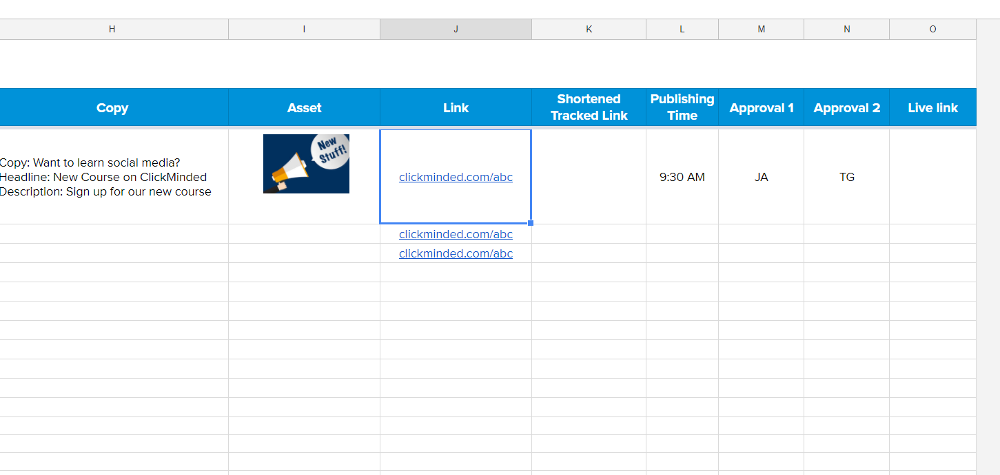 H I J K L M N O
Copy Asset Link Shortened Tracked Link Publishing Time Approval 1 Approval 2 Live link
New
Stuff!
Copy: Want to learn social media?
Headline: New Course on ClickMinded
Description: Sign up for our new course
clickminded.com/abc 9:30 AM JA TG
clickminded.com/abc
clickminded.com/abc